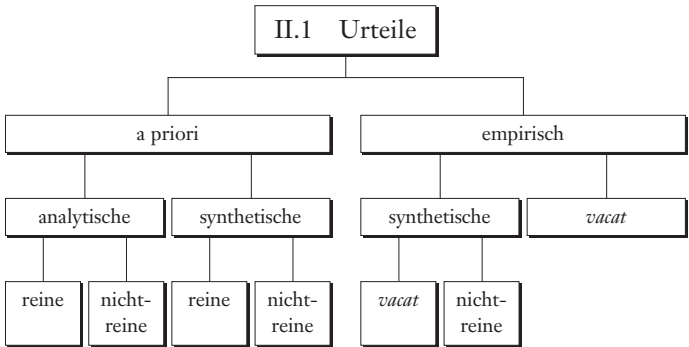 II.1 Urteile
a priori
empirisch
analytische
synthetische
synthetische
vacat
reine
nicht-
reine
reine
nicht-
reine
vacat
nicht-
reine